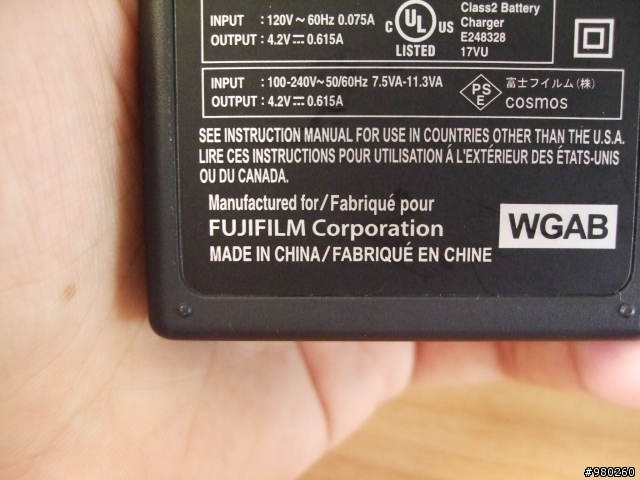 INPUT : 120V~60Hz 0.075A
OUTPUT : 4.2V⎓0.615A
C UL US
LISTED
Class2 Battery
Charger
E248328
17VU
INPUT : 100-240V~50/60Hz 7.5VA-11.3VA
OUTPUT : 4.2V⎓0.615A
PS
E
富士フイルム(株)
cosmos
SEE INSTRUCTION MANUAL FOR USE IN COUNTRIES OTHER THAN THE U.S.A.
LIRE CES INSTRUCTIONS POUR UTILISATION Á L'EXTÉRIEUR DES ÉTATS-UNIS
OU DU CANADA.
Manufactured for/Fabriqué pour
FUJIFILM Corporation
MADE IN CHINA/FABRIQUÉ EN CHINE
WGAB
#980260